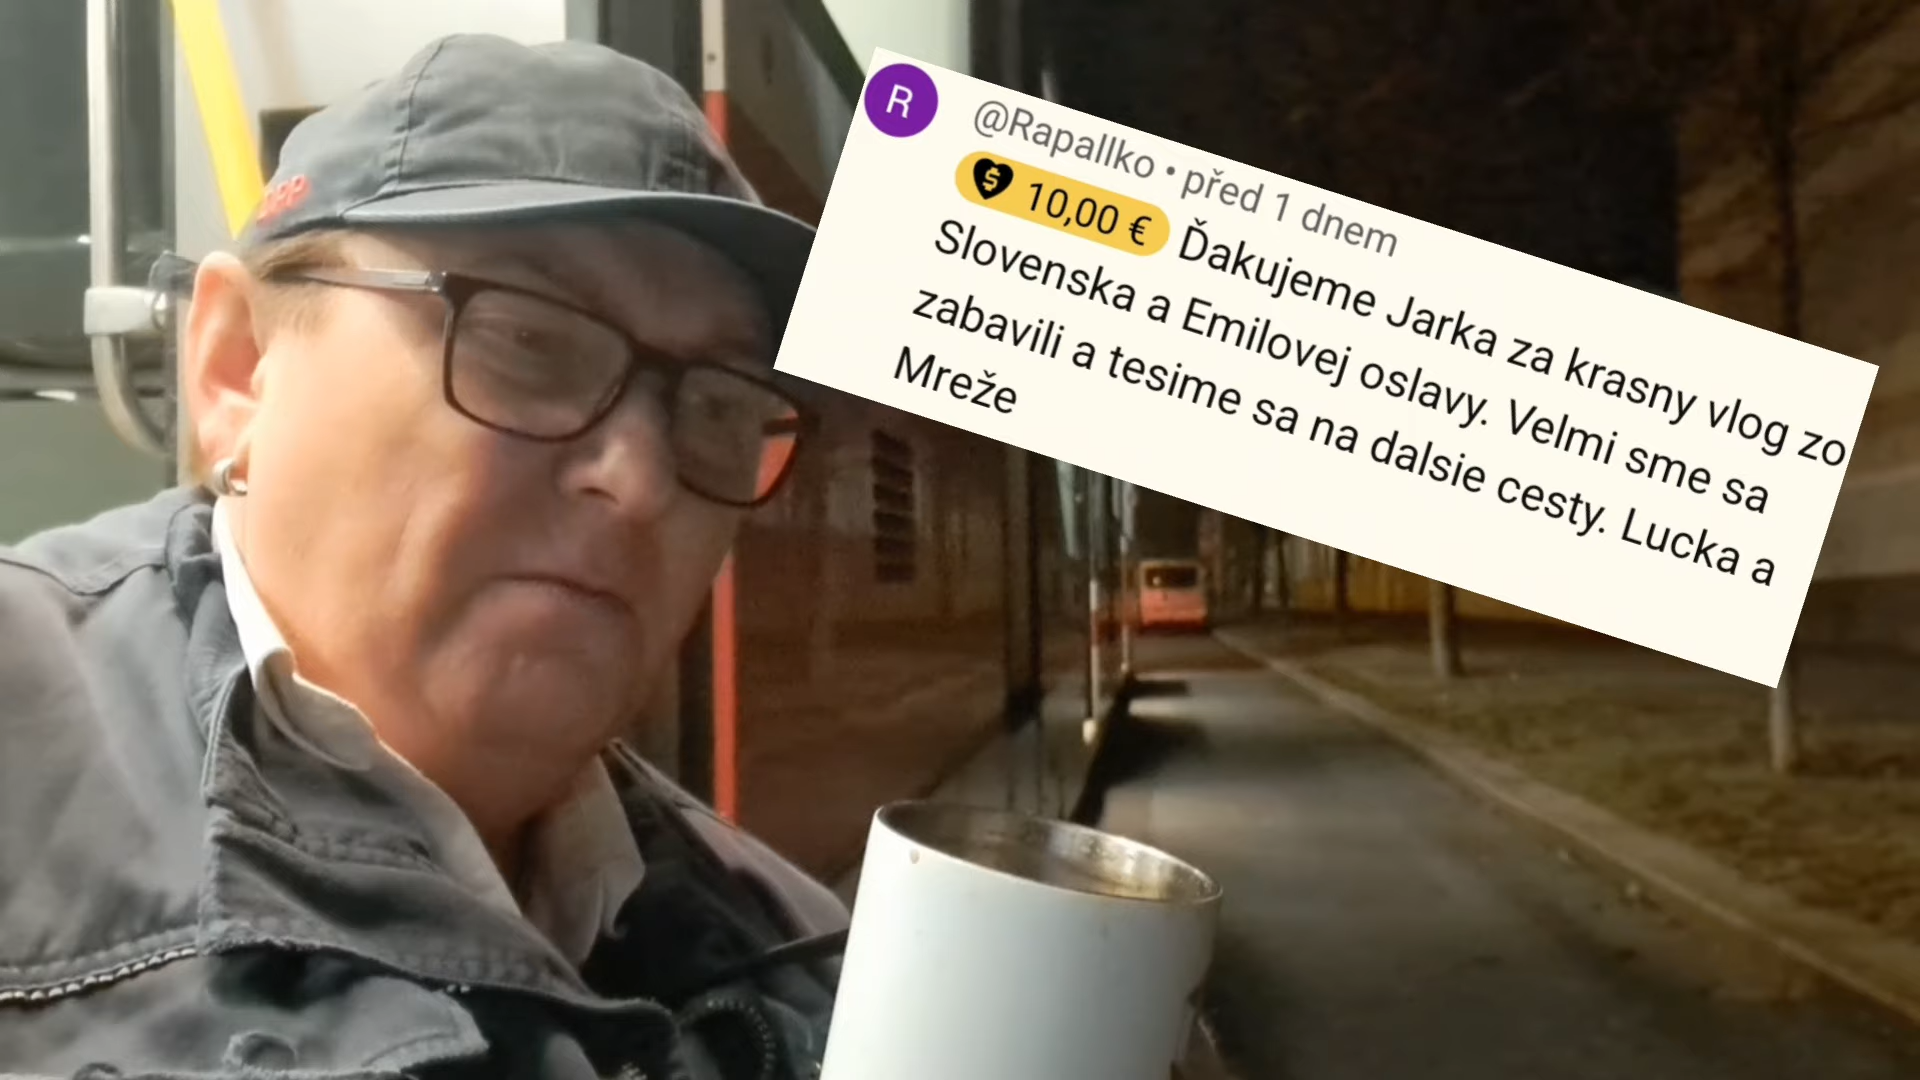 R
@Rapallko • před 1 dnem
10,00 € Ďakujeme Jarka za krasny vlog zo
Slovenska a Emilovej oslavy. Velmi sme sa
zabavili a tesime sa na dalsie cesty. Lucka a
Mreže